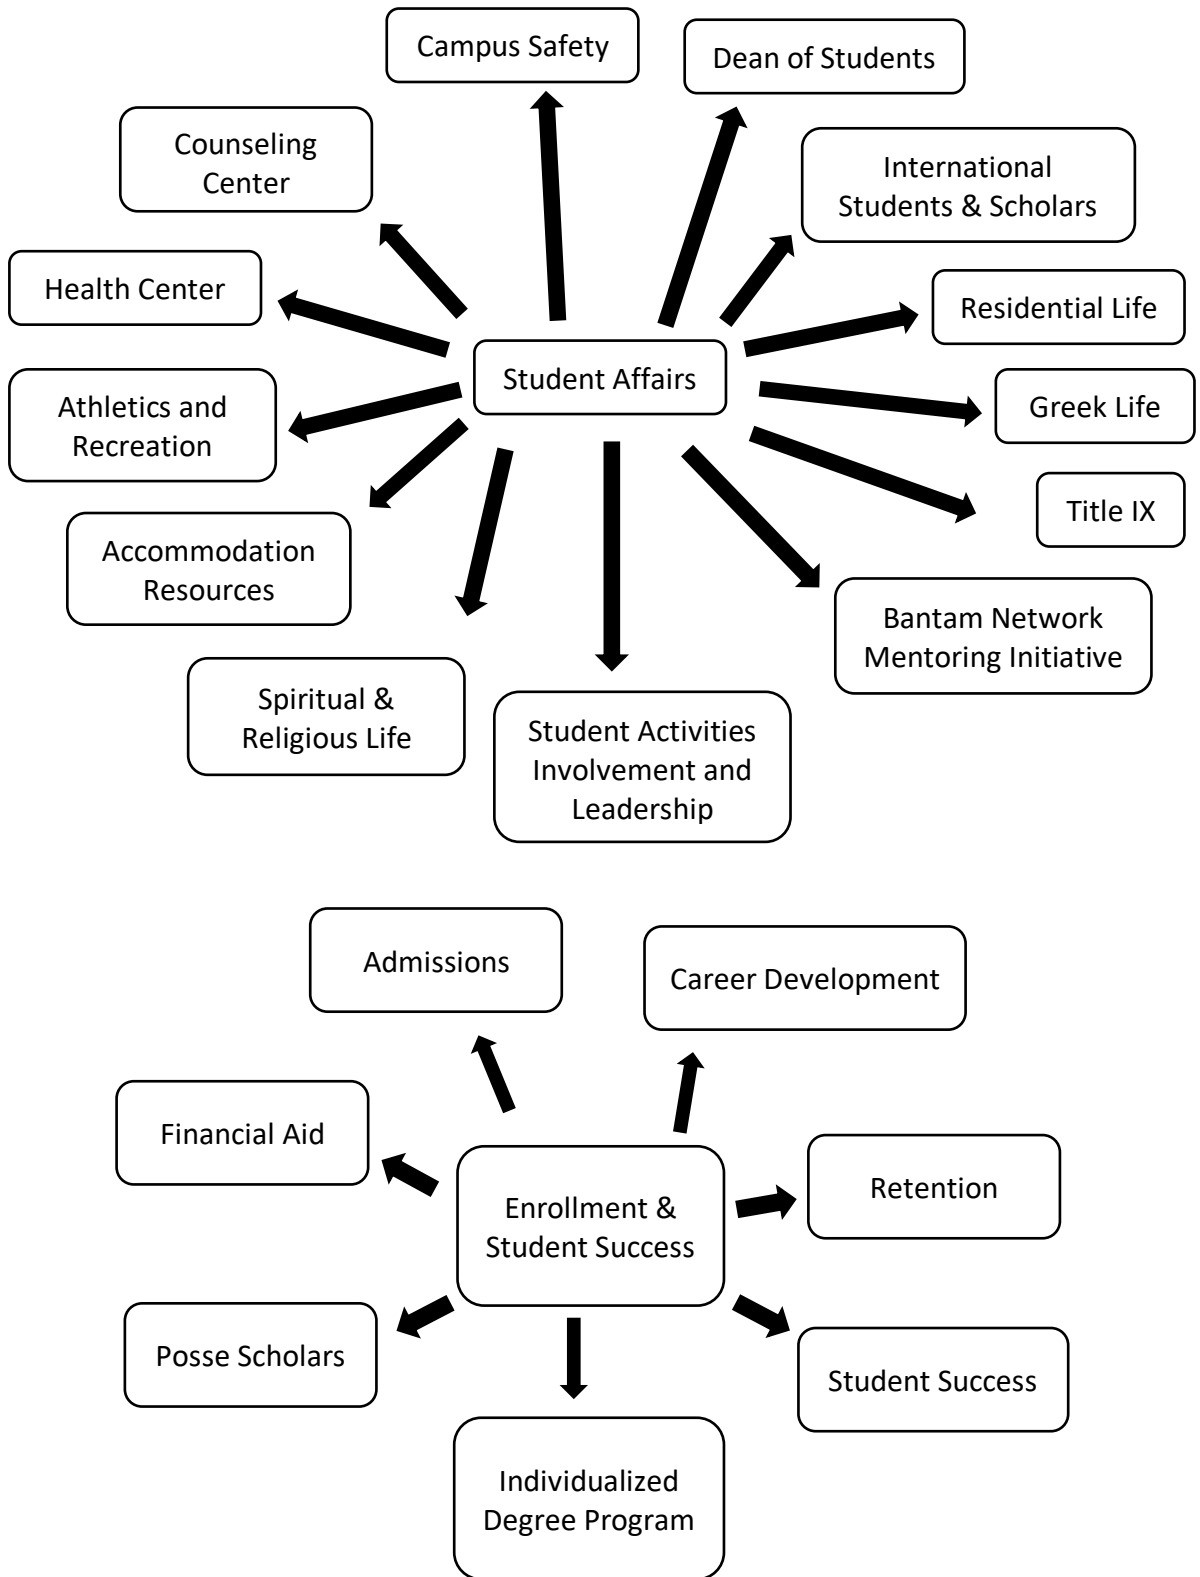 Campus Safety
Dean of Students
Counseling
Center
International
Students & Scholars
Health Center
Residential Life
Student Affairs
Athletics and
Recreation
Greek Life
Title IX
Accommodation
Resources
Bantam Network
Mentoring Initiative
Spiritual &
Religious Life
Student Activities
Involvement and
Leadership
Admissions
Career Development
Financial Aid
Retention
Enrollment &
Student Success
Posse Scholars
Student Success
Individualized
Degree Program